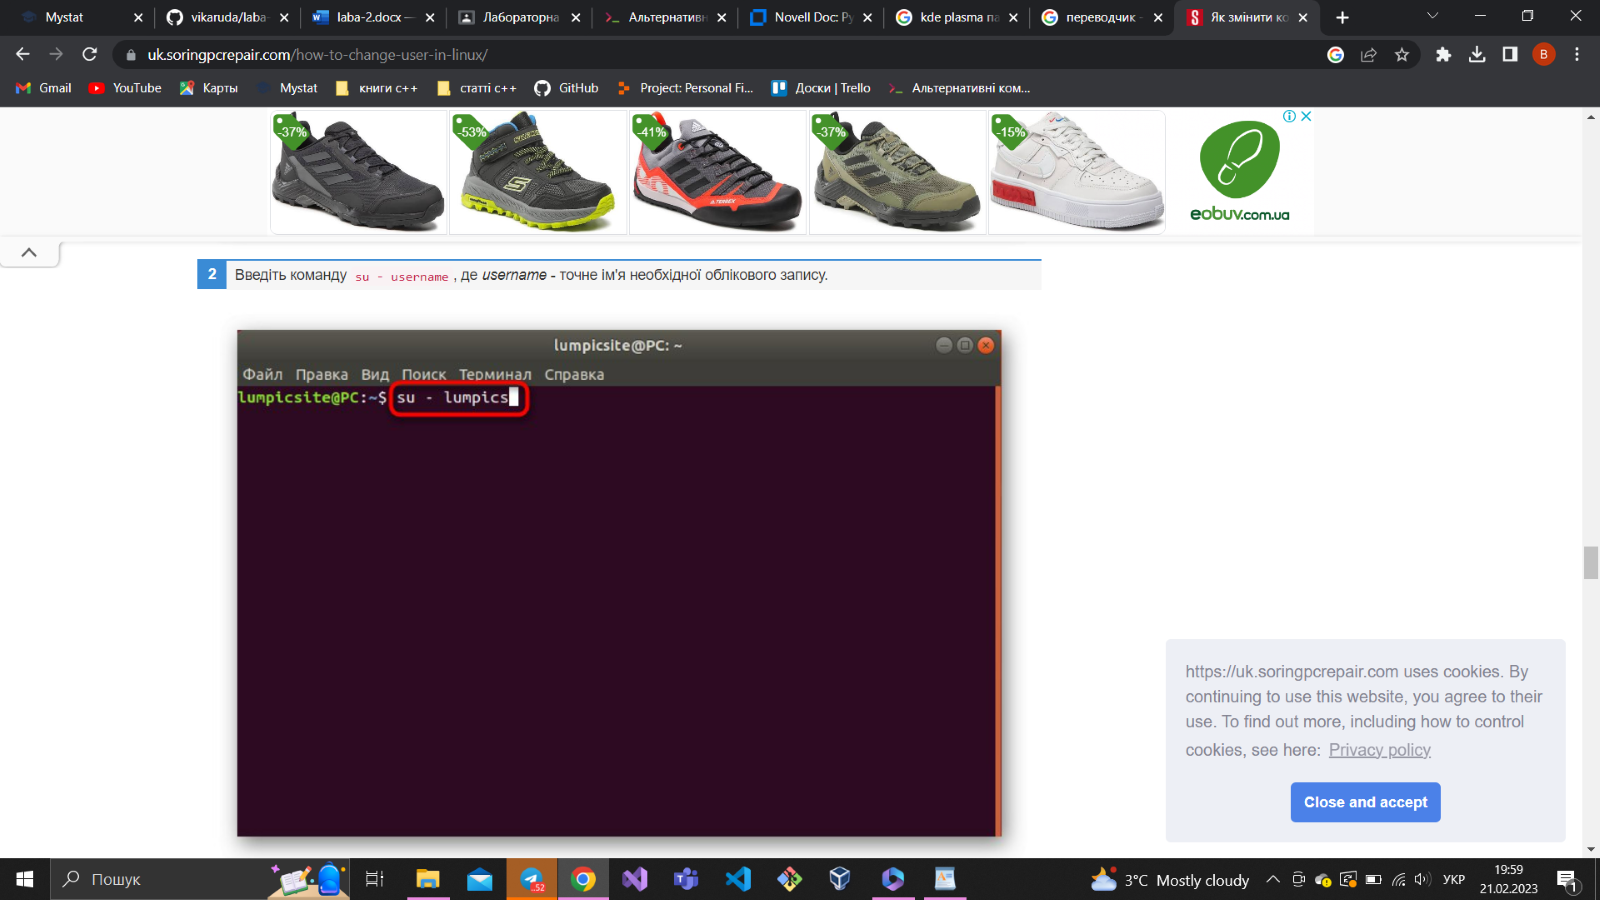 Mystat
vikaruda/laba-
laba-2.docx —
Лабораторна
Альтернативн
Novell Doc: Ру
kde plasma па
переводчик -
Як змінити ко
uk.soringpcrepair.com/how-to-change-user-in-linux/
B
Gmail
YouTube
Карты
Mystat
книги c++
статті c++
GitHub
Project: Personal Fi...
Доски | Trello
Альтернативні ком...
-37%
-53%
-41%
-37%
-15%
eobuv.com.ua
2 Введіть команду su - username , де username - точне ім'я необхідної облікового запису.
lumpicsite@PC: ~
Файл Правка Вид Поиск Терминал Справка
lumpicsite@PC:~$ su - lumpics
https://uk.soringpcrepair.com uses cookies. By
continuing to use this website, you agree to their
use. To find out more, including how to control
cookies, see here: Privacy policy
Close and accept
Пошук
52
3°C Mostly cloudy
УКР
19:59
21.02.2023
1